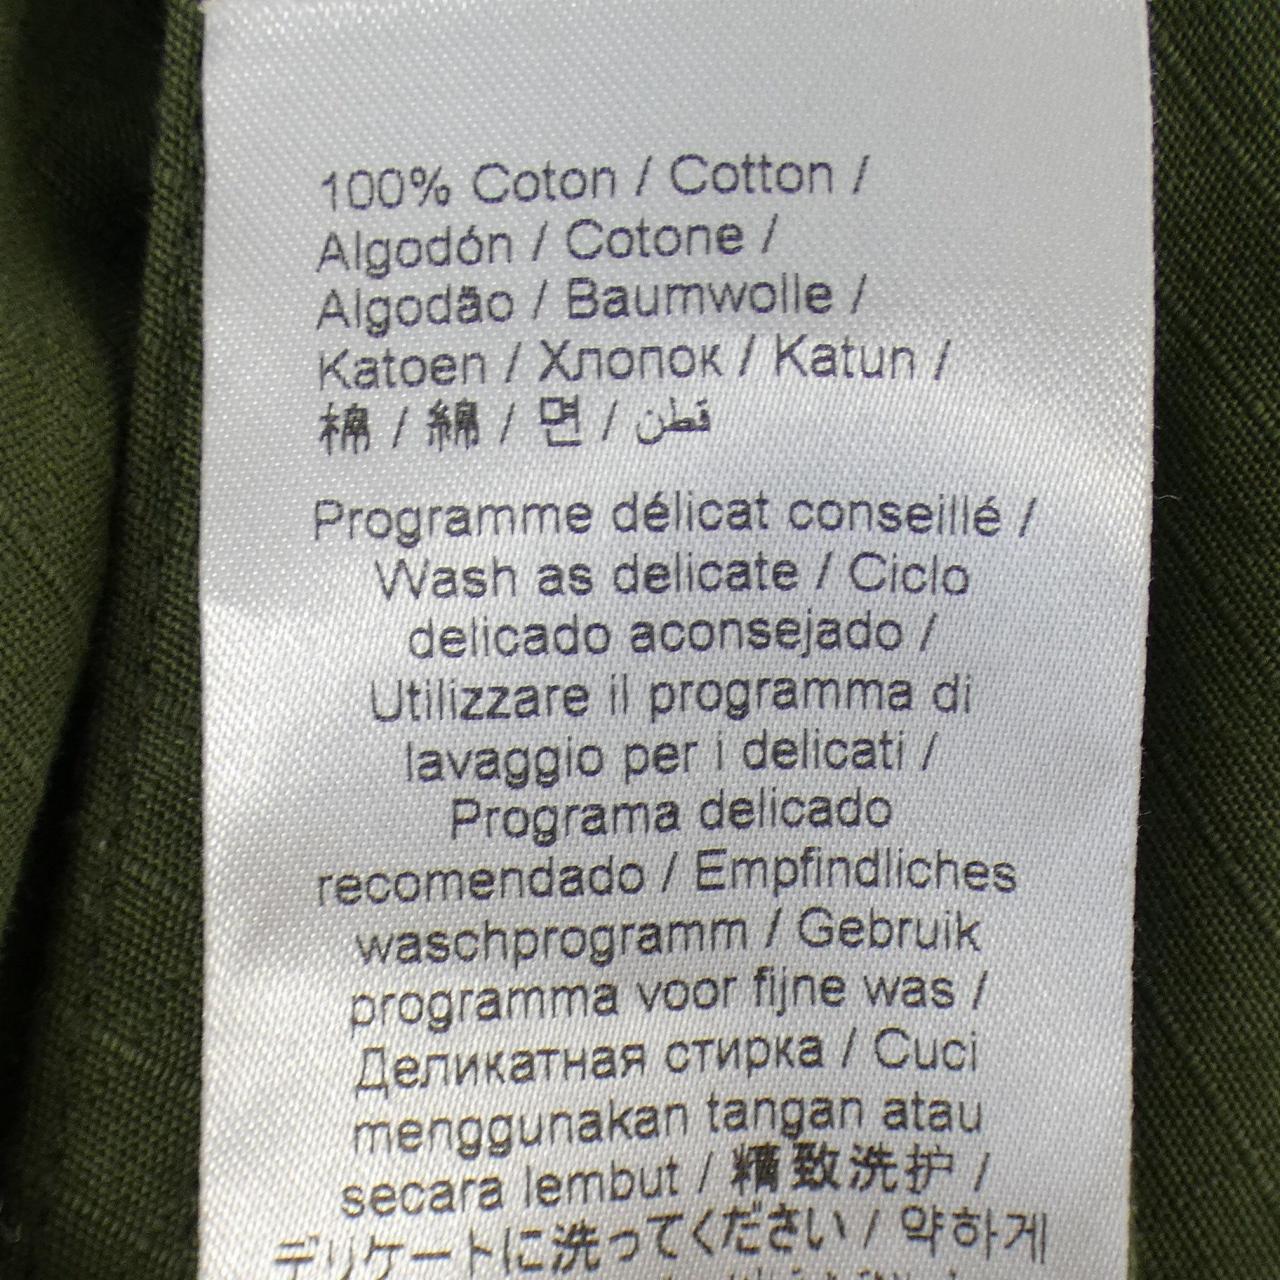 100% Coton / Cotton /
Algodón / Cotone /
Algodão / Baumwolle /
Katoen / Хлопок / Katun /
棉 / 綿 / 면 / قطن
Programme délicat conseillé /
Wash as delicate / Ciclo
delicado aconsejado /
Utilizzare il programma di
lavaggio per i delicati /
Programa delicado
recomendado / Empfindliches
waschprogramm / Gebruik
programma voor fijne was /
Деликатная стирка / Cuci
menggunakan tangan atau
secara lembut / 精致洗护 /
デリケートに洗ってください / 약하게